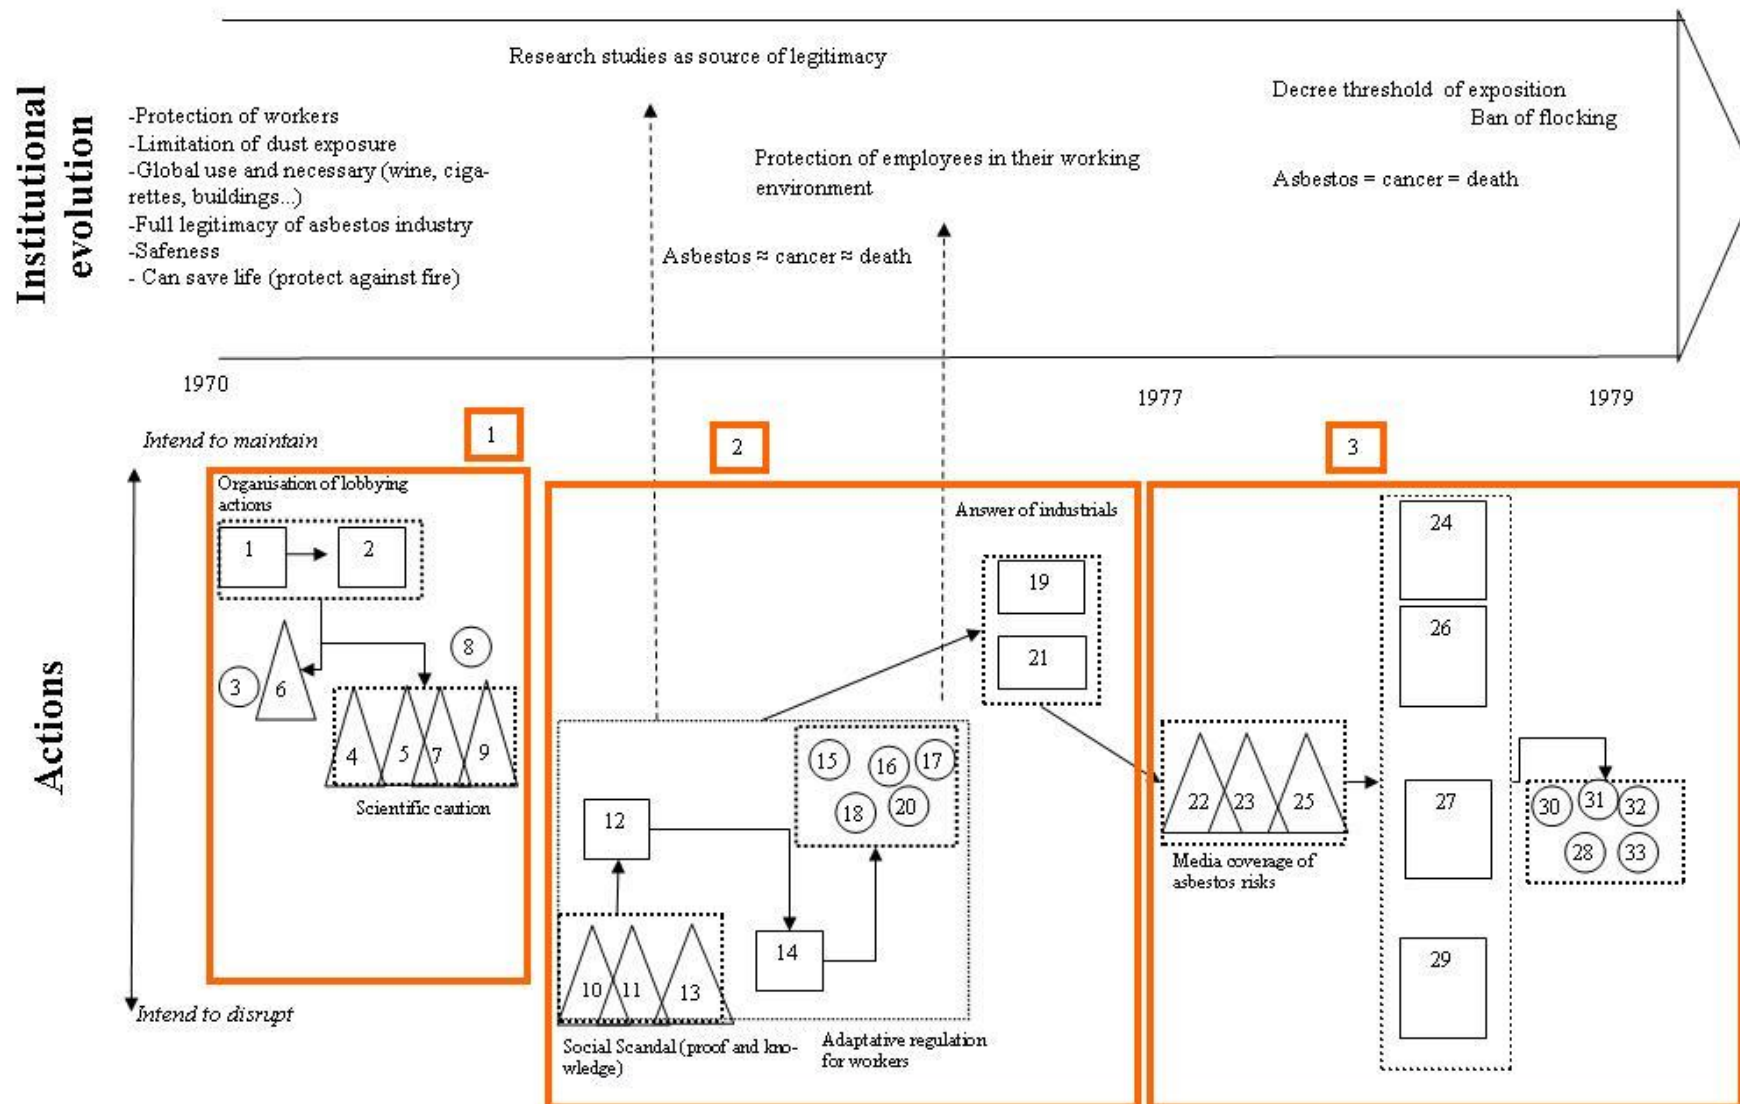 Institutional
evolution
Research studies as source of legitimacy
-Protection of workers
-Limitation of dust exposure
-Global use and necessary (wine, ciga-
rettes, buildings...)
-Full legitimacy of asbestos industry
-Safeness
- Can save life (protect against fire)
Protection of employees in their working
environment
Asbestos ≈ cancer ≈ death
Decree threshold of exposition
Ban of flocking
Asbestos = cancer = death
1970
1977
1979
Actions
Intend to maintain
Intend to disrupt
1
Organisation of lobbying
actions
1
2
3
6
8
4
5
7
9
Scientific caution
2
Answer of industrials
19
21
15
16
17
18
20
12
14
10
11
13
Social Scandal (proof and kno-
wledge)
Adaptative regulation
for workers
3
24
26
27
29
22
23
25
Media coverage of
asbestos risks
30
31
32
28
33